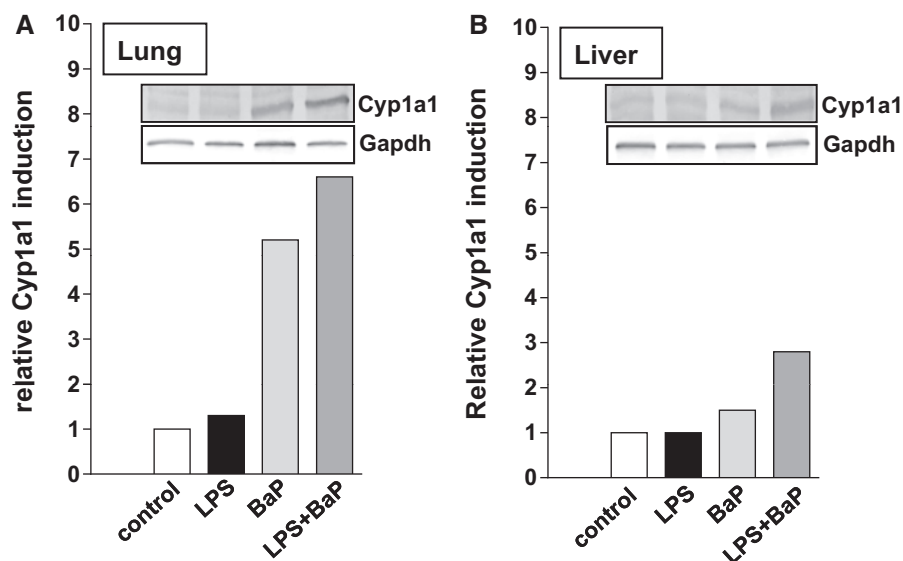 A
Lung
Cyp1a1
Gapdh
relative Cyp1a1 induction
10
9
8
7
6
5
4
3
2
1
0
control
LPS
BaP
LPS+BaP
B
Liver
Cyp1a1
Gapdh
Relative Cyp1a1 induction
10
9
8
7
6
5
4
3
2
1
0
control
LPS
BaP
LPS+BaP